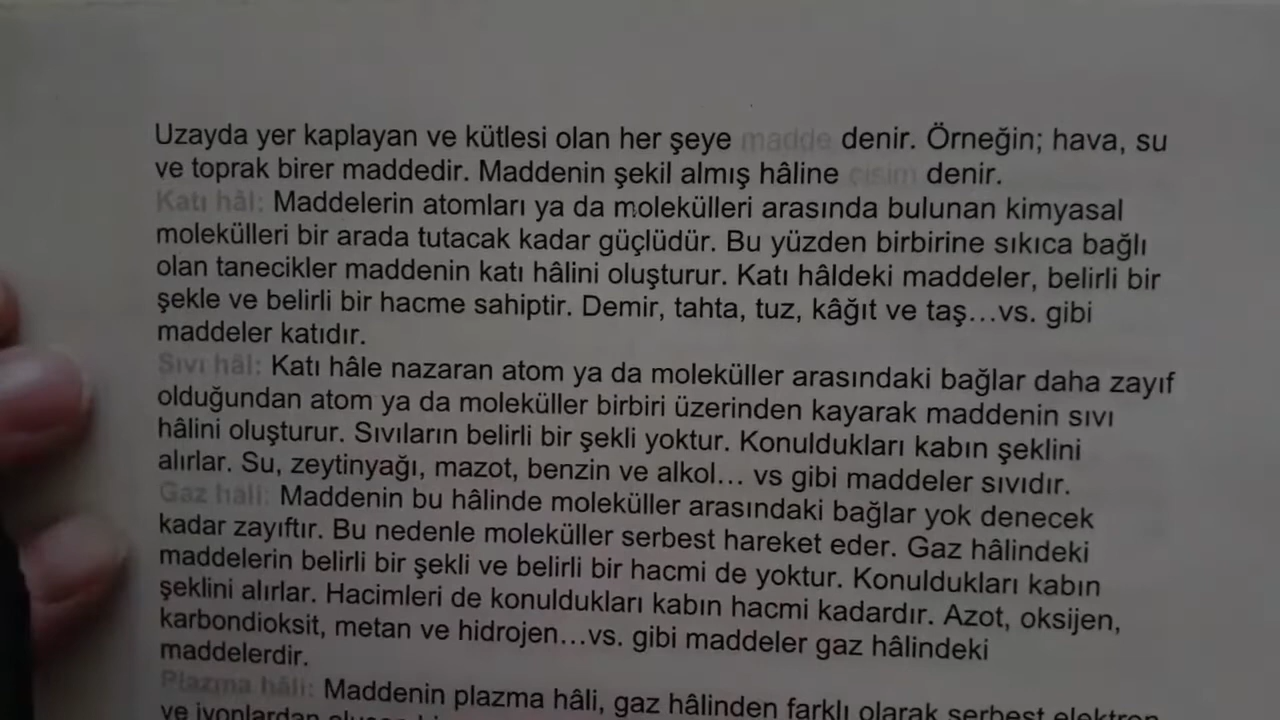 Uzayda yer kaplayan ve kütlesi olan her şeye madde denir. Örneğin; hava, su
ve toprak birer maddedir. Maddenin şekil almış hâline cisim denir.
Katı hâl: Maddelerin atomları ya da molekülleri arasında bulunan kimyasal
molekülleri bir arada tutacak kadar güçlüdür. Bu yüzden birbirine sıkıca bağlı
olan tanecikler maddenin katı hâlini oluşturur. Katı hâldeki maddeler, belirli bir
şekle ve belirli bir hacme sahiptir. Demir, tahta, tuz, kâğıt ve taş…vs. gibi
maddeler katıdır.
Sıvı hâl: Katı hâle nazaran atom ya da moleküller arasındaki bağlar daha zayıf
olduğundan atom ya da moleküller birbiri üzerinden kayarak maddenin sıvı
hâlini oluşturur. Sıvıların belirli bir şekli yoktur. Konuldukları kabın şeklini
alırlar. Su, zeytinyağı, mazot, benzin ve alkol… vs gibi maddeler sıvıdır.
Gaz hali: Maddenin bu hâlinde moleküller arasındaki bağlar yok denecek
kadar zayıftır. Bu nedenle moleküller serbest hareket eder. Gaz hâlindeki
maddelerin belirli bir şekli ve belirli bir hacmi de yoktur. Konuldukları kabın
şeklini alırlar. Hacimleri de konuldukları kabın hacmi kadardır. Azot, oksijen,
karbondioksit, metan ve hidrojen…vs. gibi maddeler gaz hâlindeki
maddelerdir.
Plazma hâli: Maddenin plazma hâli, gaz hâlinden farklı olarak serbest elektron
ve iyonlardan